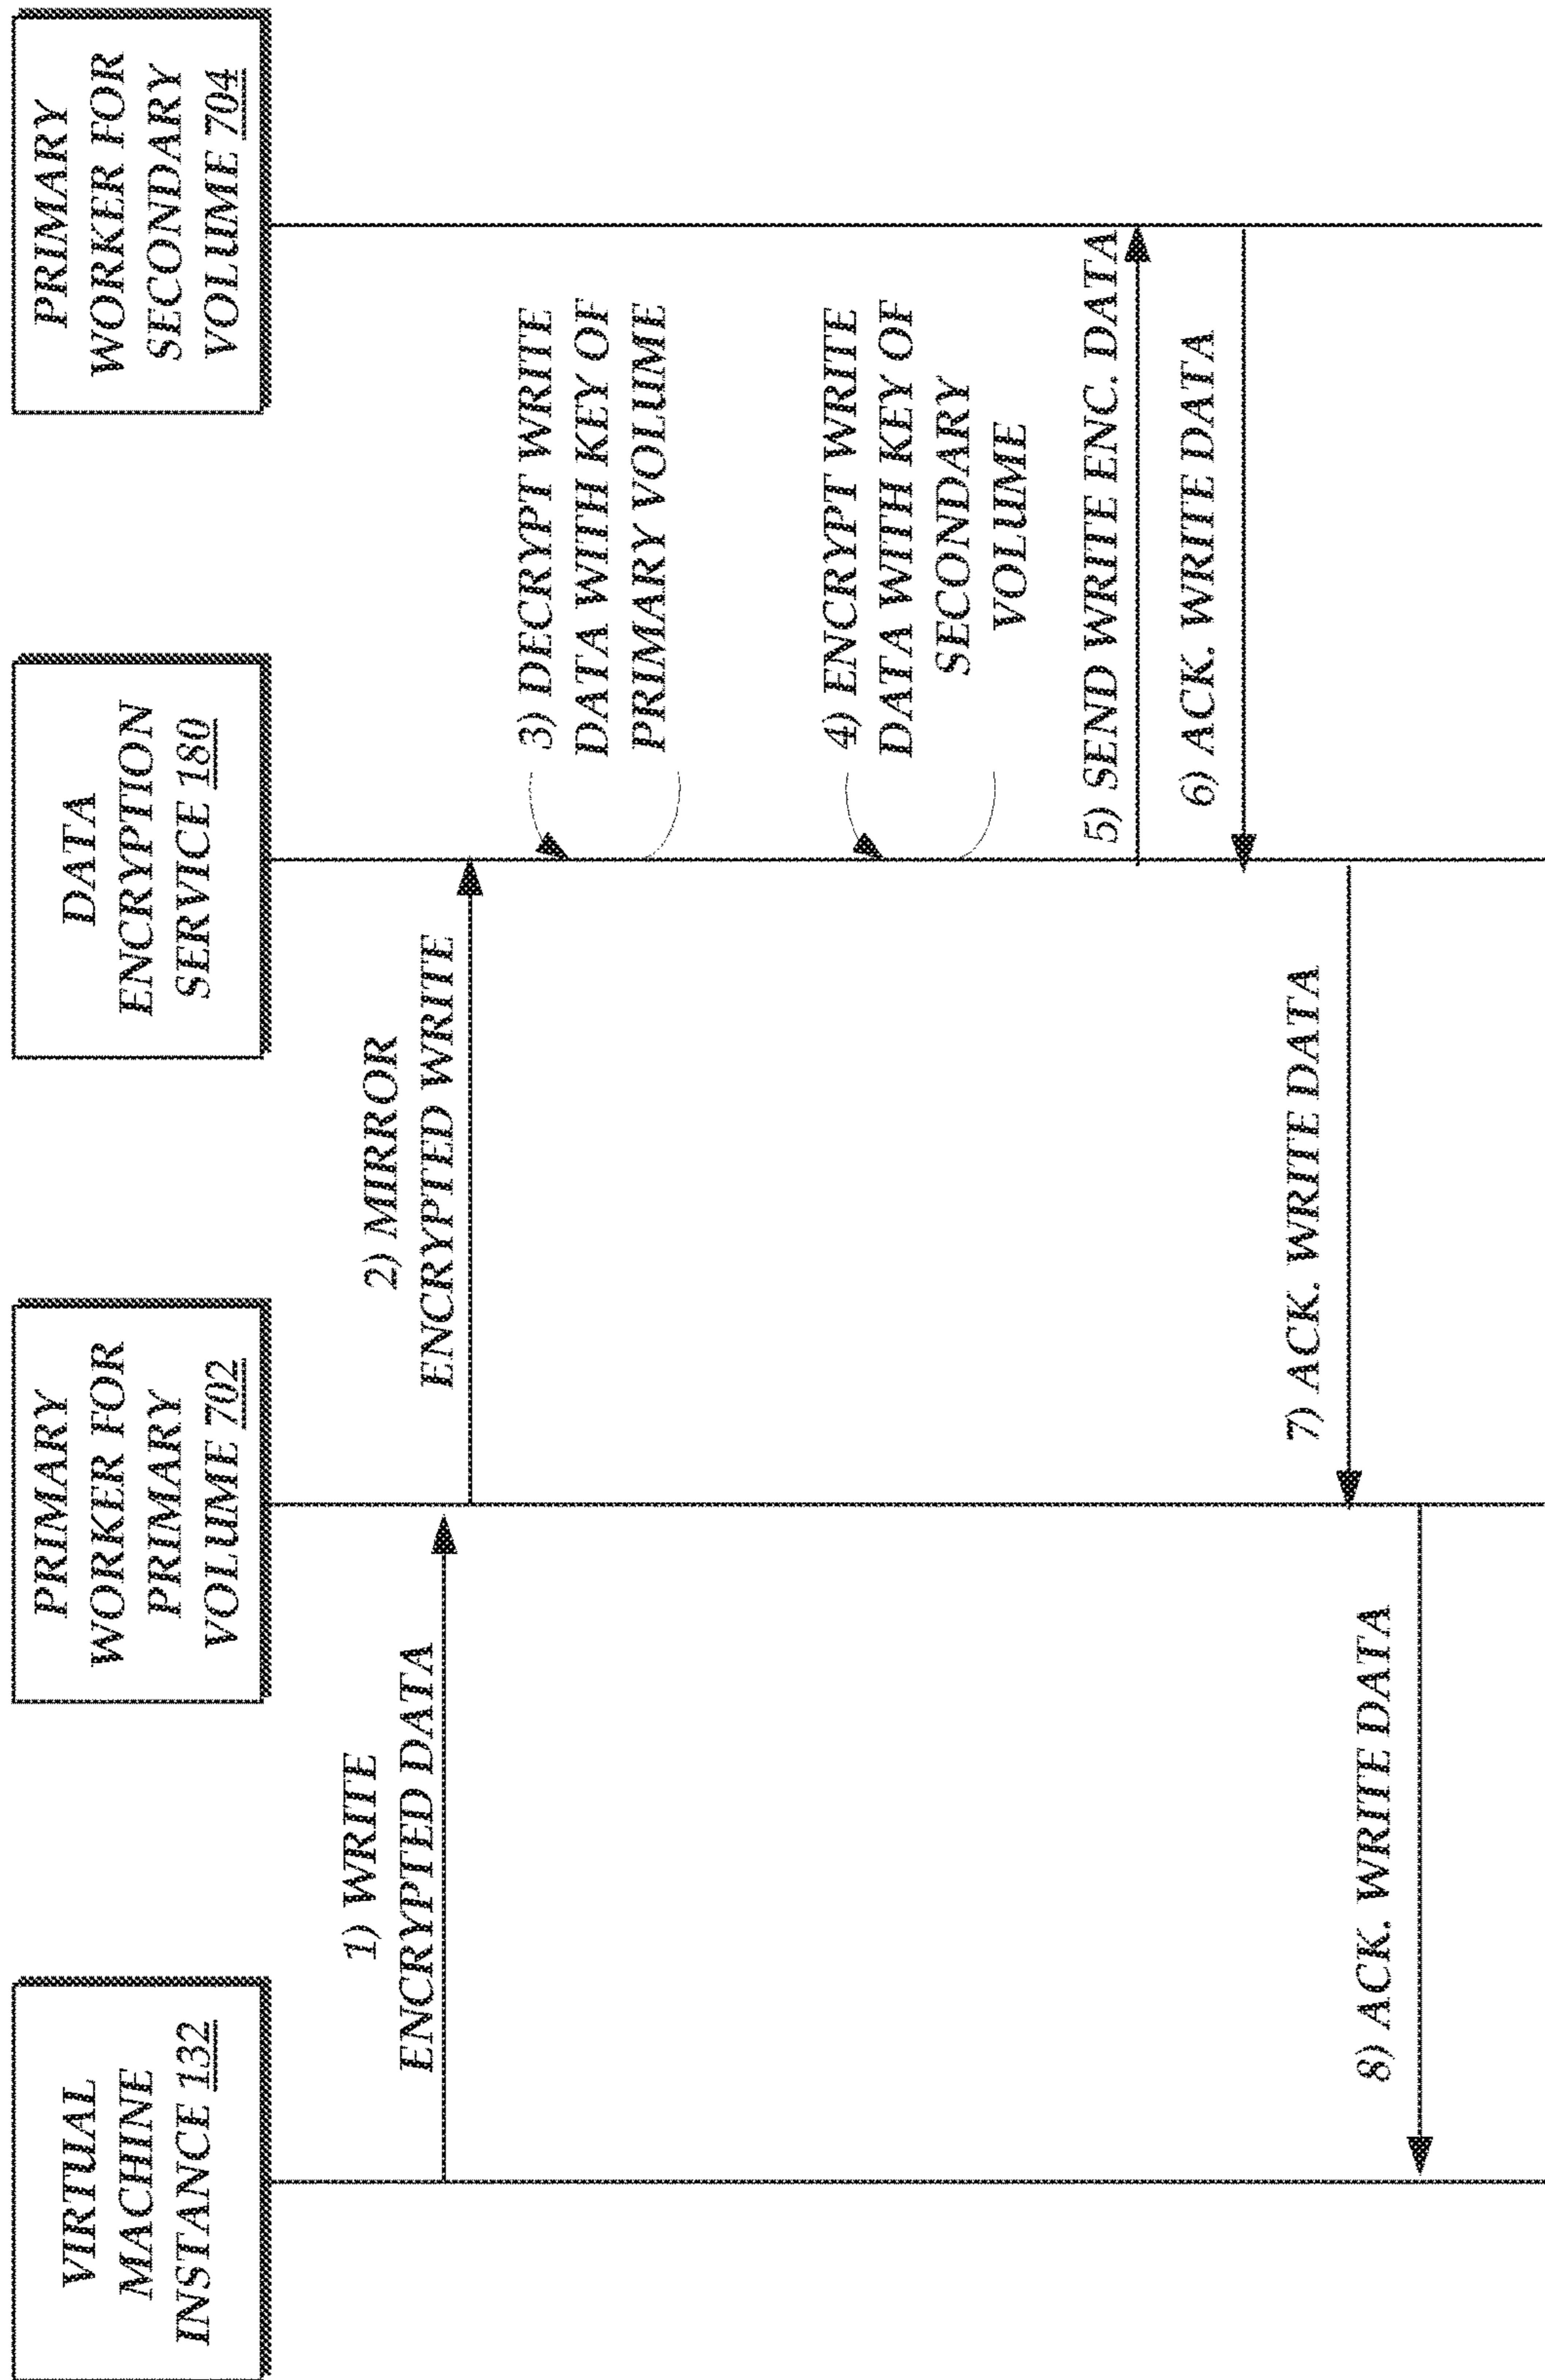 VIRTUAL
MACHINE
INSTANCE 132
PRIMARY
WORKER FOR
PRIMARY
VOLUME 702
DATA
ENCRYPTION
SERVICE 180
PRIMARY
WORKER FOR
SECONDARY
VOLUME 704
1) WRITE
ENCRYPTED DATA
2) MIRROR
ENCRYPTED WRITE
3) DECRYPT WRITE
DATA WITH KEY OF
PRIMARY VOLUME
4) ENCRYPT WRITE
DATA WITH KEY OF
SECONDARY
VOLUME
5) SEND WRITE ENC. DATA
6) ACK. WRITE DATA
7) ACK. WRITE DATA
8) ACK. WRITE DATA